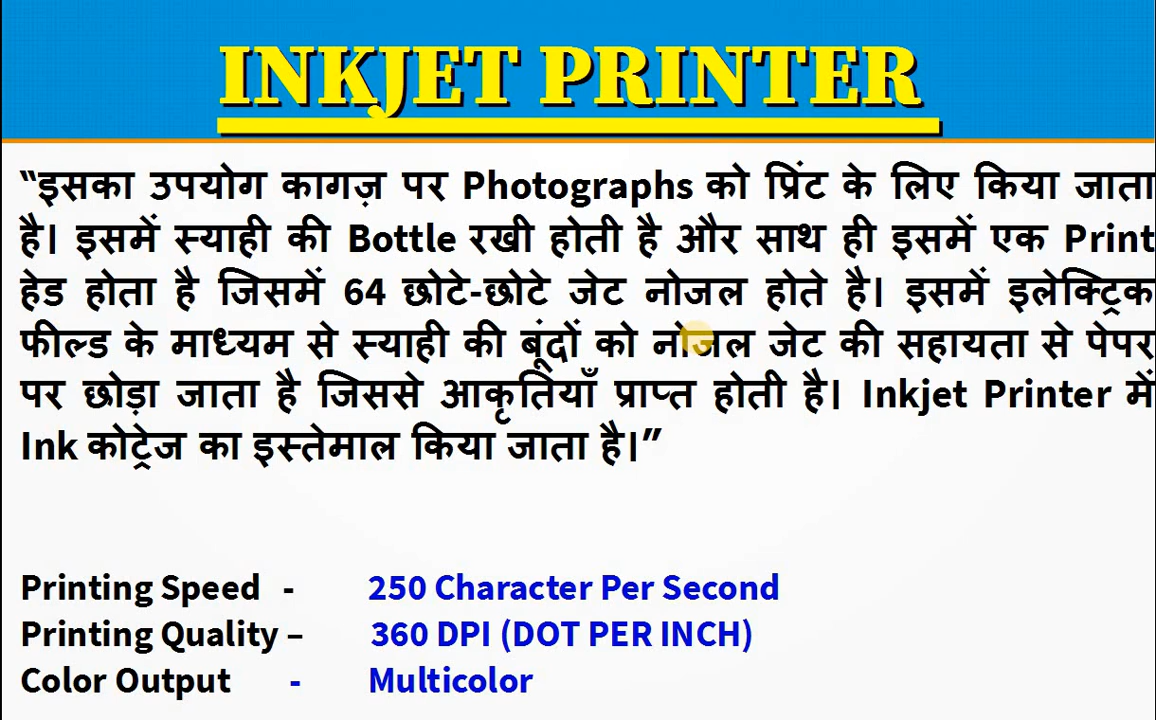 INKJET PRINTER
“इसका उपयोग कागज़ पर Photographs को प्रिंट के लिए किया जाता
है। इसमें स्याही की Bottle रखी होती है और साथ ही इसमें एक Print
हेड होता है जिसमें 64 छोटे-छोटे जेट नोजल होते है। इसमें इलेक्ट्रिक
फील्ड के माध्यम से स्याही की बूंदों को नोजल जेट की सहायता से पेपर
पर छोड़ा जाता है जिससे आकृतियाँ प्राप्त होती है। Inkjet Printer में
Ink कोट्रेज का इस्तेमाल किया जाता है।”
Printing Speed - 250 Character Per Second
Printing Quality – 360 DPI (DOT PER INCH)
Color Output - Multicolor